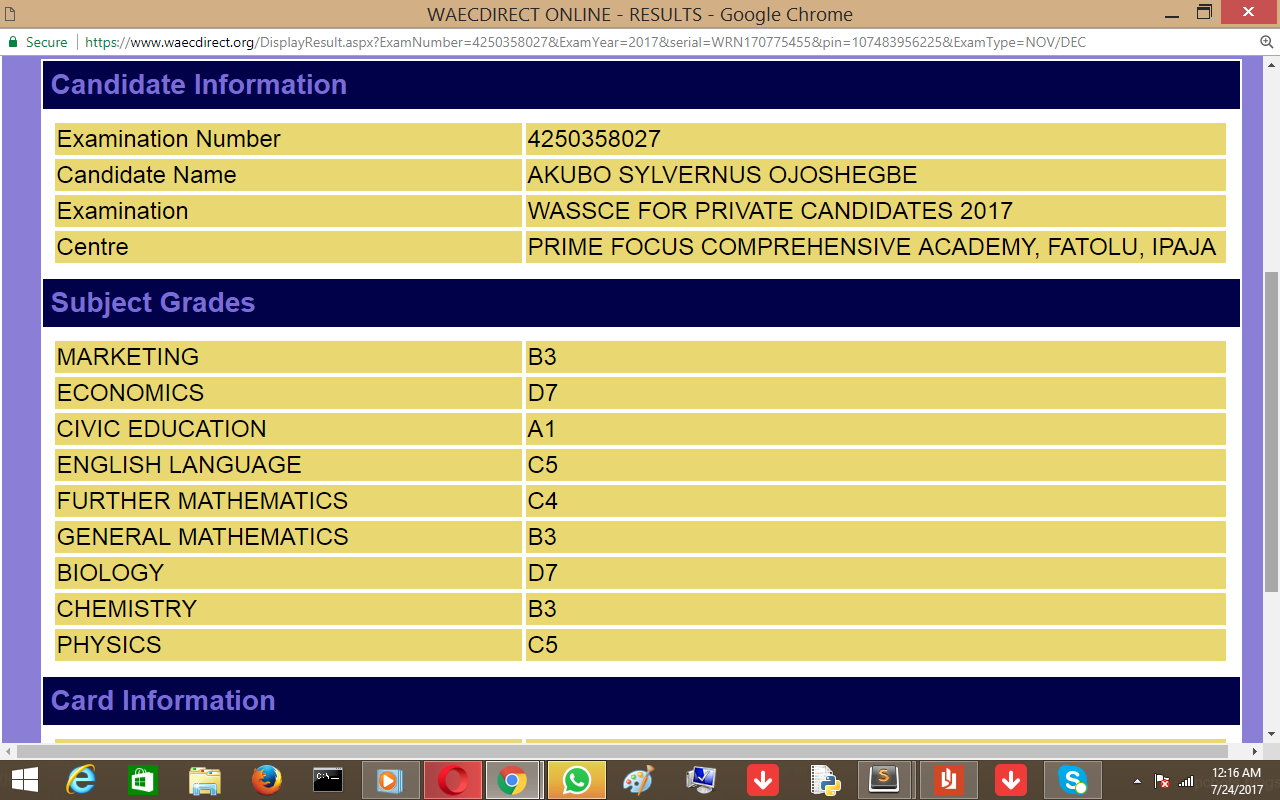 WAECDIRECT ONLINE - RESULTS - Google Chrome
Secure https://www.waecdirect.org/DisplayResult.aspx?ExamNumber=4250358027&ExamYear=2017&serial=WRN170775455&pin=107483956225&ExamType=NOV/DEC
Candidate Information
Examination Number 4250358027
Candidate Name AKUBO SYLVERNUS OJOSHEGBE
Examination WASSCE FOR PRIVATE CANDIDATES 2017
Centre PRIME FOCUS COMPREHENSIVE ACADEMY, FATOLU, IPAJA
Subject Grades
MARKETING B3
ECONOMICS D7
CIVIC EDUCATION A1
ENGLISH LANGUAGE C5
FURTHER MATHEMATICS C4
GENERAL MATHEMATICS B3
BIOLOGY D7
CHEMISTRY B3
PHYSICS C5
Card Information
12:16 AM
7/24/2017